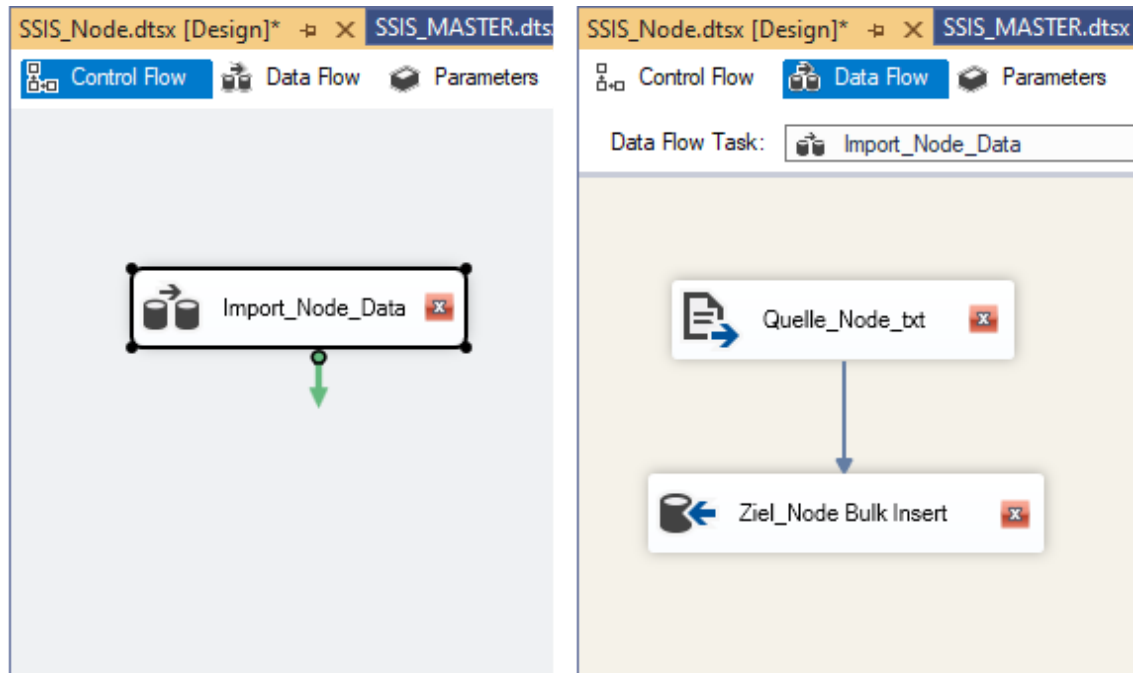 SSIS_Node.dtsx [Design]* SSIS_MASTER.dts
Control Flow Data Flow Parameters
Import_Node_Data
SSIS_Node.dtsx [Design]* SSIS_MASTER.dtsx
Control Flow Data Flow Parameters
Data Flow Task: Import_Node_Data
Quelle_Node_txt
Ziel_Node Bulk Insert